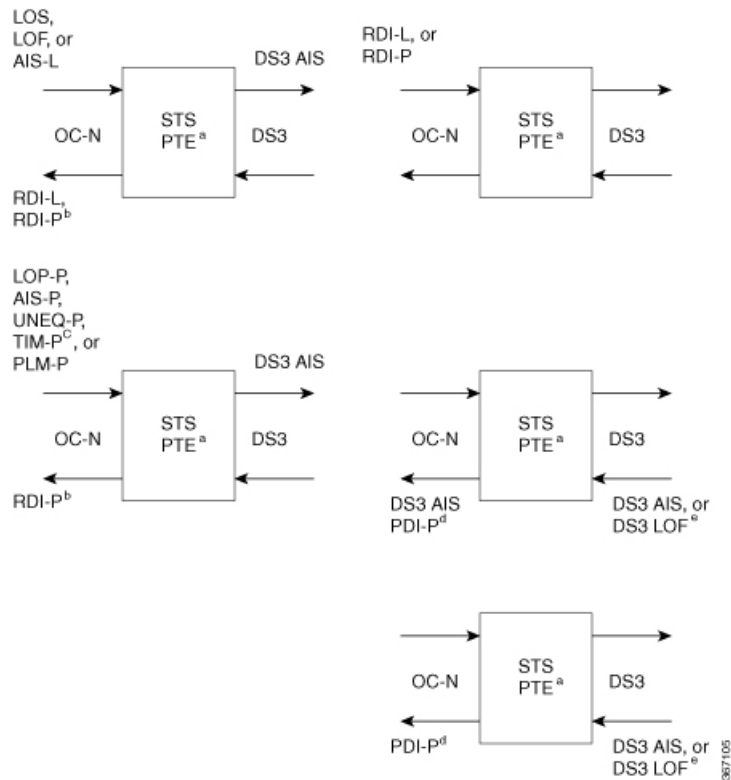 LOS,
LOF, or
AIS-L
DS3 AIS
OC-N
STS
PTE a
DS3
RDI-L,
RDI-P b
RDI-L, or
RDI-P
OC-N
STS
PTE a
DS3
LOP-P,
AIS-P,
UNEQ-P,
TIM-P C, or
PLM-P
DS3 AIS
OC-N
STS
PTE a
DS3
RDI-P b
OC-N
STS
PTE a
DS3
DS3 AIS
PDI-P d
DS3 AIS, or
DS3 LOF e
OC-N
STS
PTE a
DS3
PDI-P d
DS3 AIS, or
DS3 LOF e
367105